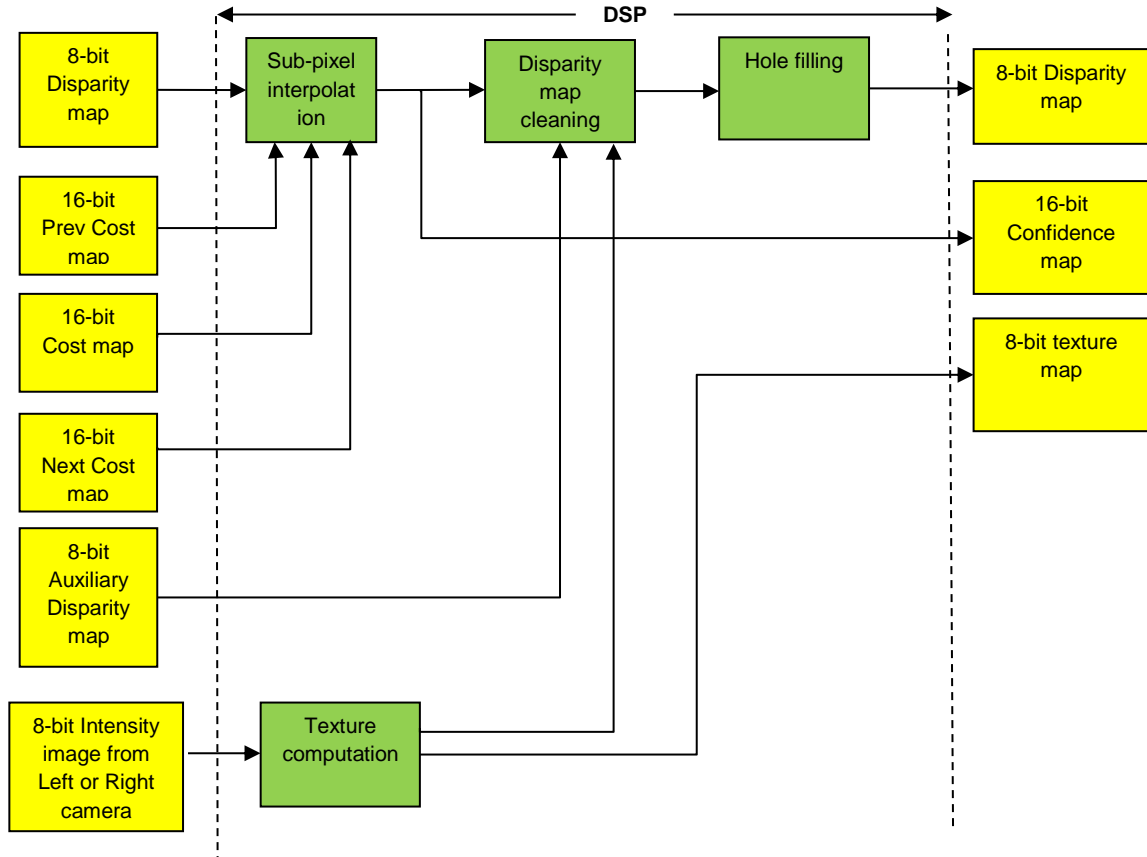 DSP
8-bit
Disparity
map
Sub-pixel
interpolat
ion
Disparity
map
cleaning
Hole filling
8-bit Disparity
map
16-bit
Prev Cost
map
16-bit
Confidence
map
16-bit
Cost map
8-bit texture
map
16-bit
Next Cost
map
8-bit
Auxiliary
Disparity
map
8-bit Intensity
image from
Left or Right
camera
Texture
computation